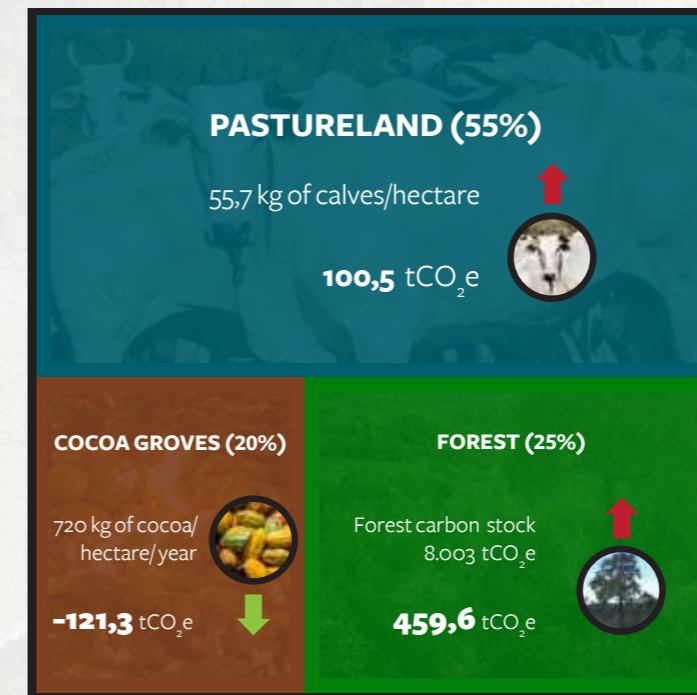 PASTURELAND (55%)
55,7 kg of calves/hectare
100,5 tCO₂e
COCOA GROVES (20%)
720 kg of cocoa/
hectare/year
-121,3 tCO₂e
FOREST (25%)
Forest carbon stock
8.003 tCO₂e
459,6 tCO₂e